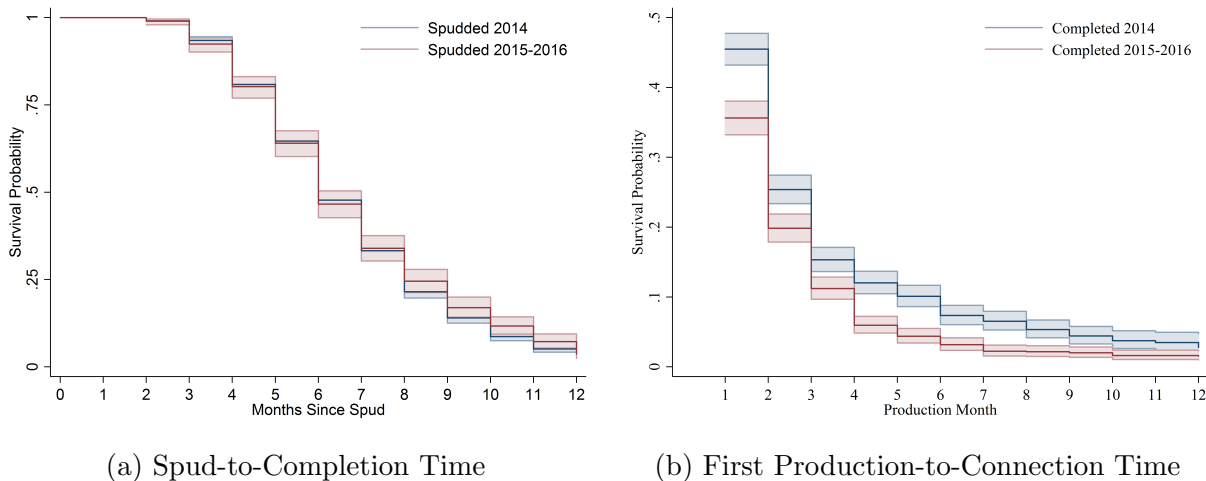 Survival Probability
1
.75
.5
.25
0
Spudded 2014
Spudded 2015-2016
0 1 2 3 4 5 6 7 8 9 10 11 12
Months Since Spud
(a) Spud-to-Completion Time
Survival Probability
.5
.4
.3
.2
.1
0
Completed 2014
Completed 2015-2016
1 2 3 4 5 6 7 8 9 10 11 12
Production Month
(b) First Production-to-Connection Time